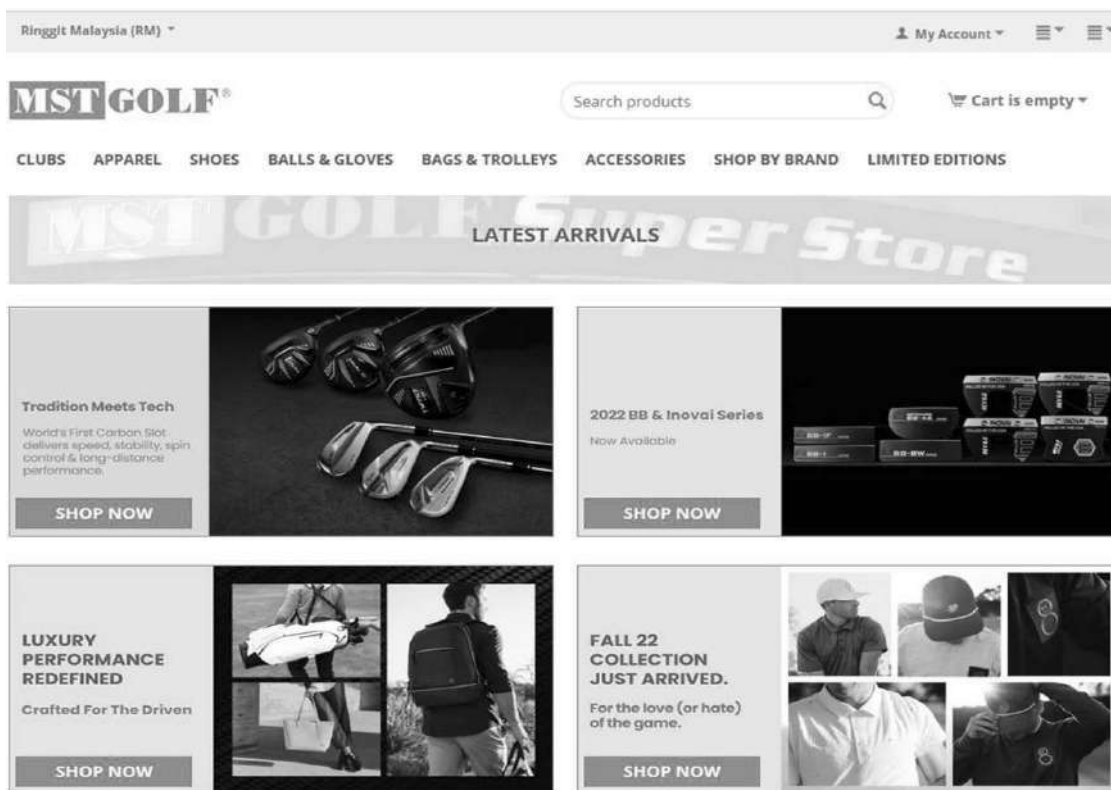 Ringgit Malaysia (RM)
My Account
MST GOLF®
Search products
Cart is empty
CLUBS APPAREL SHOES BALLS & GLOVES BAGS & TROLLEYS ACCESSORIES SHOP BY BRAND LIMITED EDITIONS
MST GOLF Super Store
LATEST ARRIVALS
Tradition Meets Tech
World's First Carbon Slot
delivers speed, stability, spin
control & long-distance
performance.
SHOP NOW
2022 BB & Inovai Series
Now Available
SHOP NOW
LUXURY
PERFORMANCE
REDEFINED
Crafted For The Driven
SHOP NOW
FALL 22
COLLECTION
JUST ARRIVED.
For the love (or hate)
of the game.
SHOP NOW